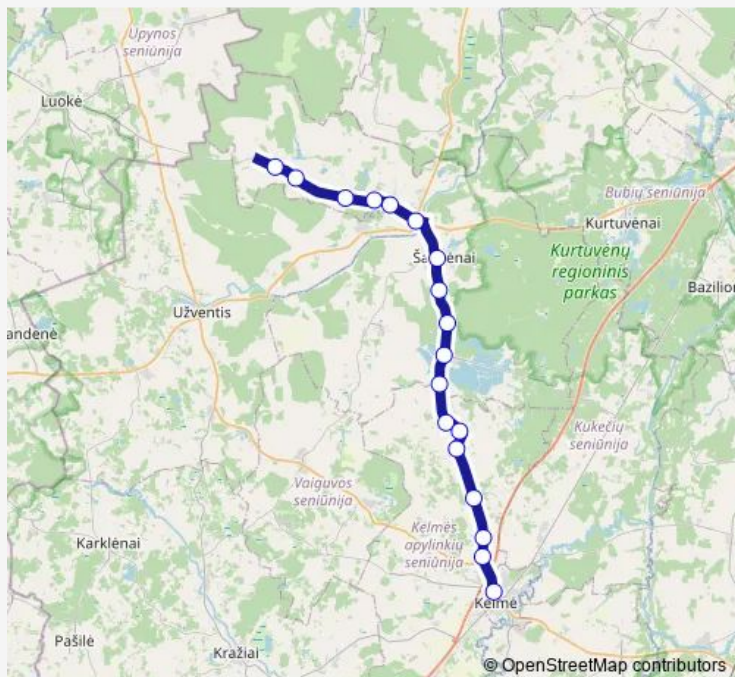 Upynos
seniūnija
Luokė
Bubių seniūnija
Kurtuvėnai
Kurtuvėnų
regioninis
parkas
Bazilion
Užventis
andenė
Kukečių
seniūnija
Vaiguvos
seniūnija
Kelmės
apylinkių
seniūnija
Karklėnai
Kelmė
Pašilė
Kražiai
© OpenStreetMap contributors